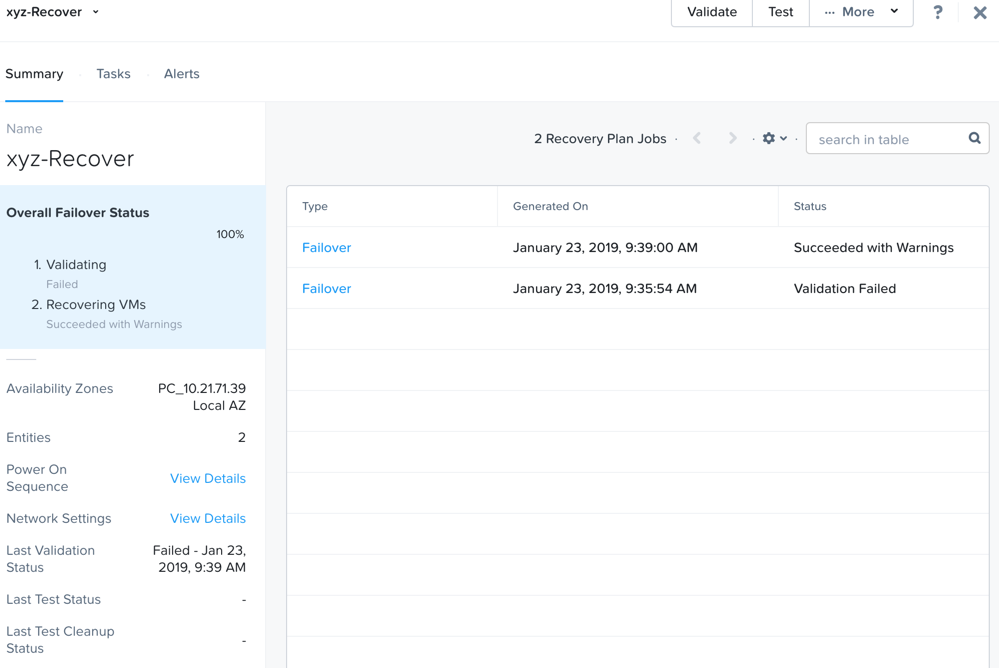 xyz-Recover
Validate
Test
··· More
?
Summary
Tasks
Alerts
Name
xyz-Recover
Overall Failover Status
100%
1. Validating
Failed
2. Recovering VMs
Succeeded with Warnings
Availability Zones
PC_10.21.71.39
Local AZ
Entities
2
Power On
Sequence
View Details
Network Settings
View Details
Last Validation
Status
Failed - Jan 23,
2019, 9:39 AM
Last Test Status
-
Last Test Cleanup
Status
-
2 Recovery Plan Jobs
search in table
Type
Generated On
Status
Failover
January 23, 2019, 9:39:00 AM
Succeeded with Warnings
Failover
January 23, 2019, 9:35:54 AM
Validation Failed